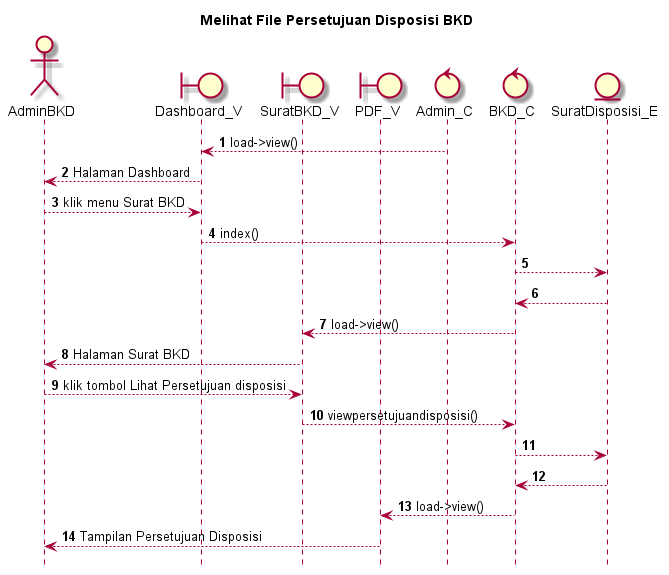 Melihat File Persetujuan Disposisi BKD
AdminBKD Dashboard_V SuratBKD_V PDF_V Admin_C BKD_C SuratDisposisi_E
1 load->view()
2 Halaman Dashboard
3 klik menu Surat BKD
4 index()
5
6
7 load->view()
8 Halaman Surat BKD
9 klik tombol Lihat Persetujuan disposisi
10 viewpersetujuandisposisi()
11
12
13 load->view()
14 Tampilan Persetujuan Disposisi